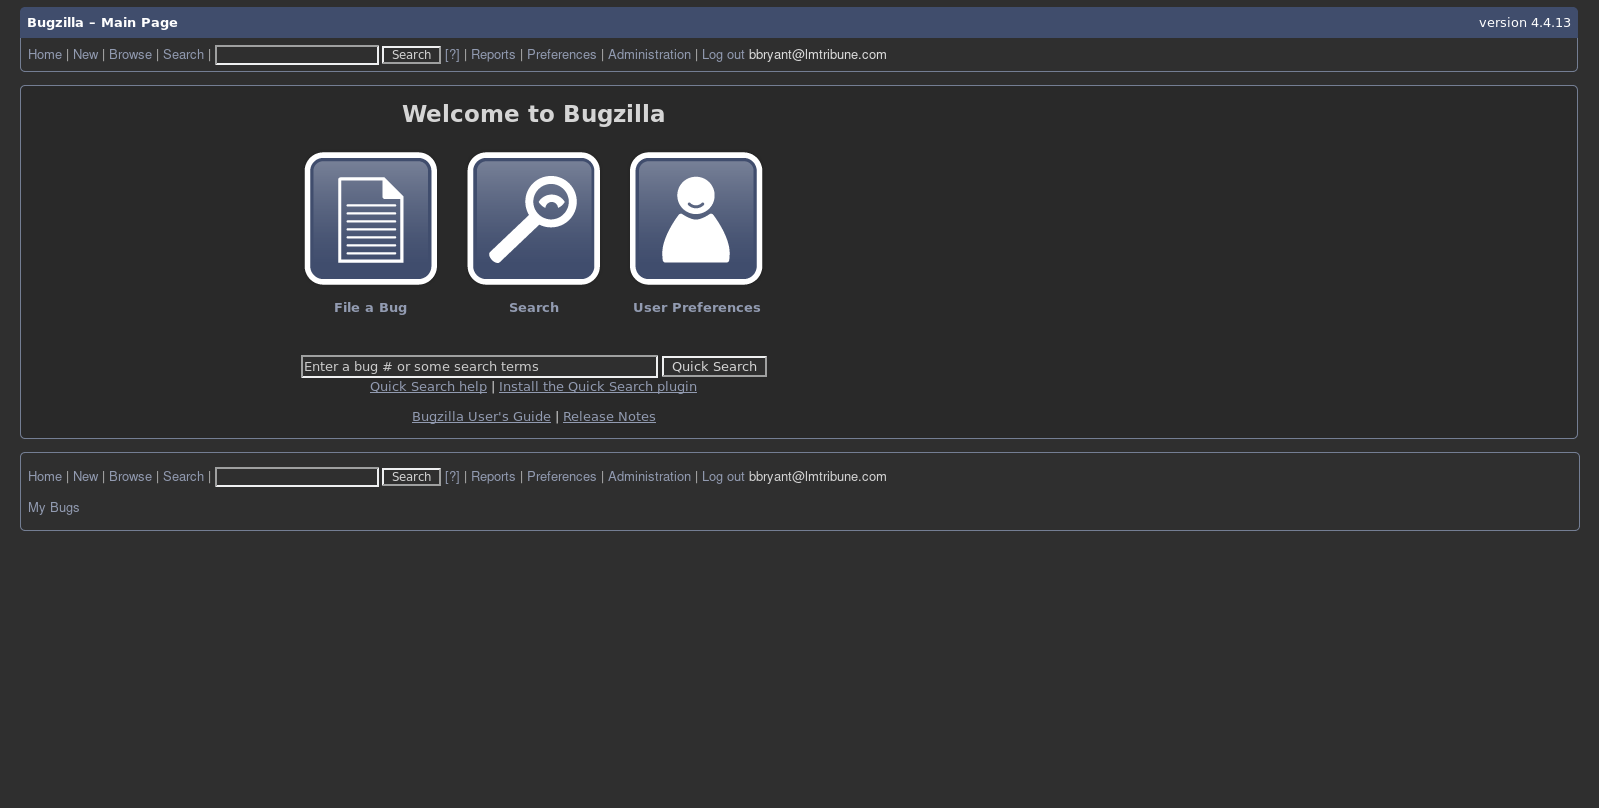 Bugzilla – Main Page version 4.4.13
Home | New | Browse | Search | Search [?] | Reports | Preferences | Administration | Log out bbryant@lmtribune.com
Welcome to Bugzilla
File a Bug Search User Preferences
Enter a bug # or some search terms Quick Search
Quick Search help | Install the Quick Search plugin
Bugzilla User's Guide | Release Notes
Home | New | Browse | Search | Search [?] | Reports | Preferences | Administration | Log out bbryant@lmtribune.com
My Bugs